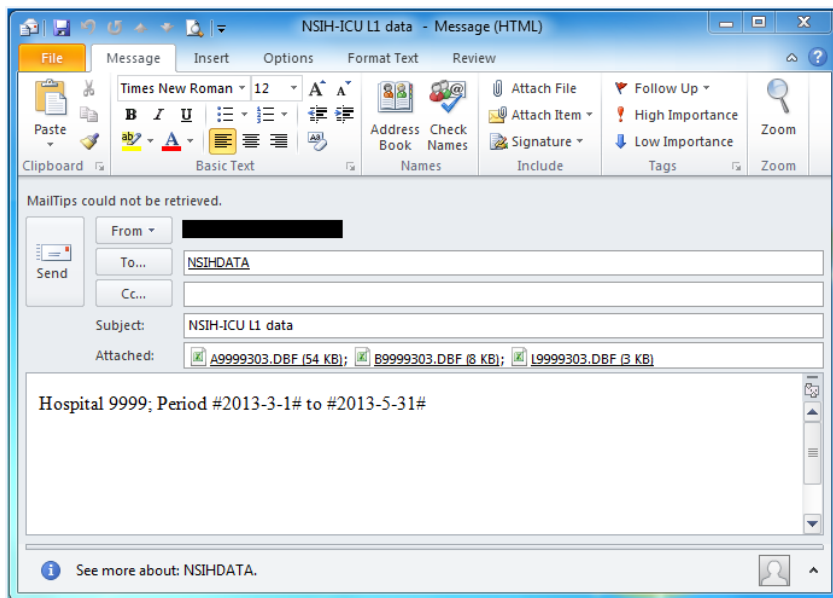 NSIH-ICU L1 data - Message (HTML)
File Message Insert Options Format Text Review
Times New Roman 12 A A Attach File Follow Up
B I U Attach Item High Importance
Paste ab A Address Check Signature Low Importance Zoom
Book Names
Clipboard Basic Text Names Include Tags Zoom
MailTips could not be retrieved.
From
Send To... NSIHDATA
Cc...
Subject: NSIH-ICU L1 data
Attached: A9999303.DBF (54 KB); B9999303.DBF (8 KB); L9999303.DBF (3 KB)
Hospital 9999; Period #2013-3-1# to #2013-5-31#
See more about: NSIHDATA.